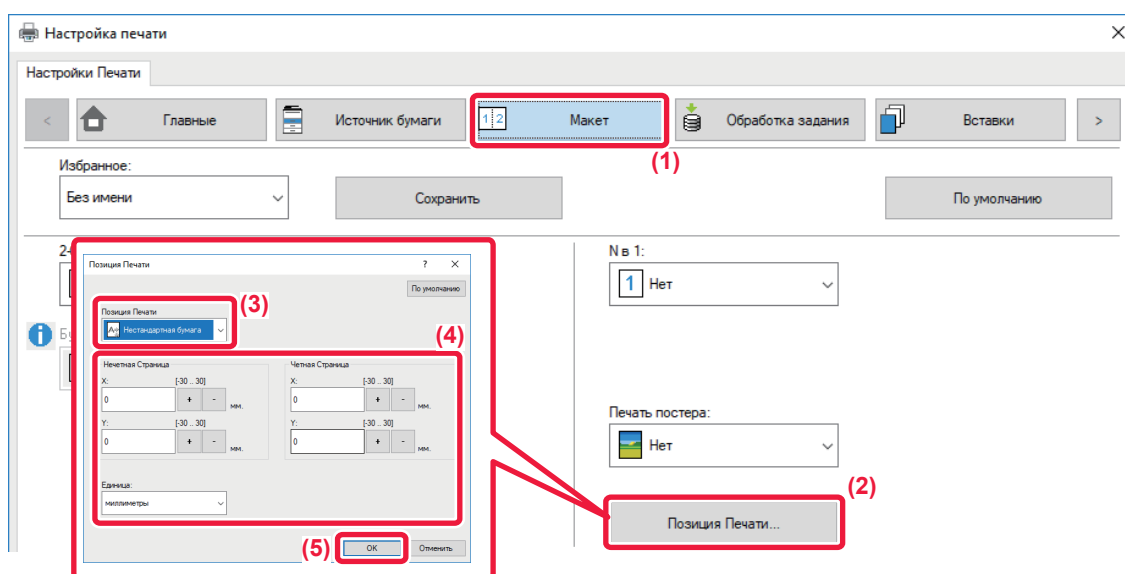 Настройка печати
Настройки Печати
< Главные Источник бумаги 1 2 Макет Обработка задания Вставки >
(1)
Избранное:
Без имени Сохранить По умолчанию
2-
N в 1:
1 Нет
Позиция Печати ? ×
По умолчанию
Позиция Печати
(3)
Нестандартная бумага
(4)
Нечетная Страница Четная Страница
X: [-30 .. 30] X: [-30 .. 30]
0 + - мм. 0 + - мм.
Y: [-30 .. 30] Y: [-30 .. 30]
0 + - мм. 0 + - мм.
Печать постера:
Нет
Единица:
миллиметры
(2)
Позиция Печати...
(5) OK Отменить